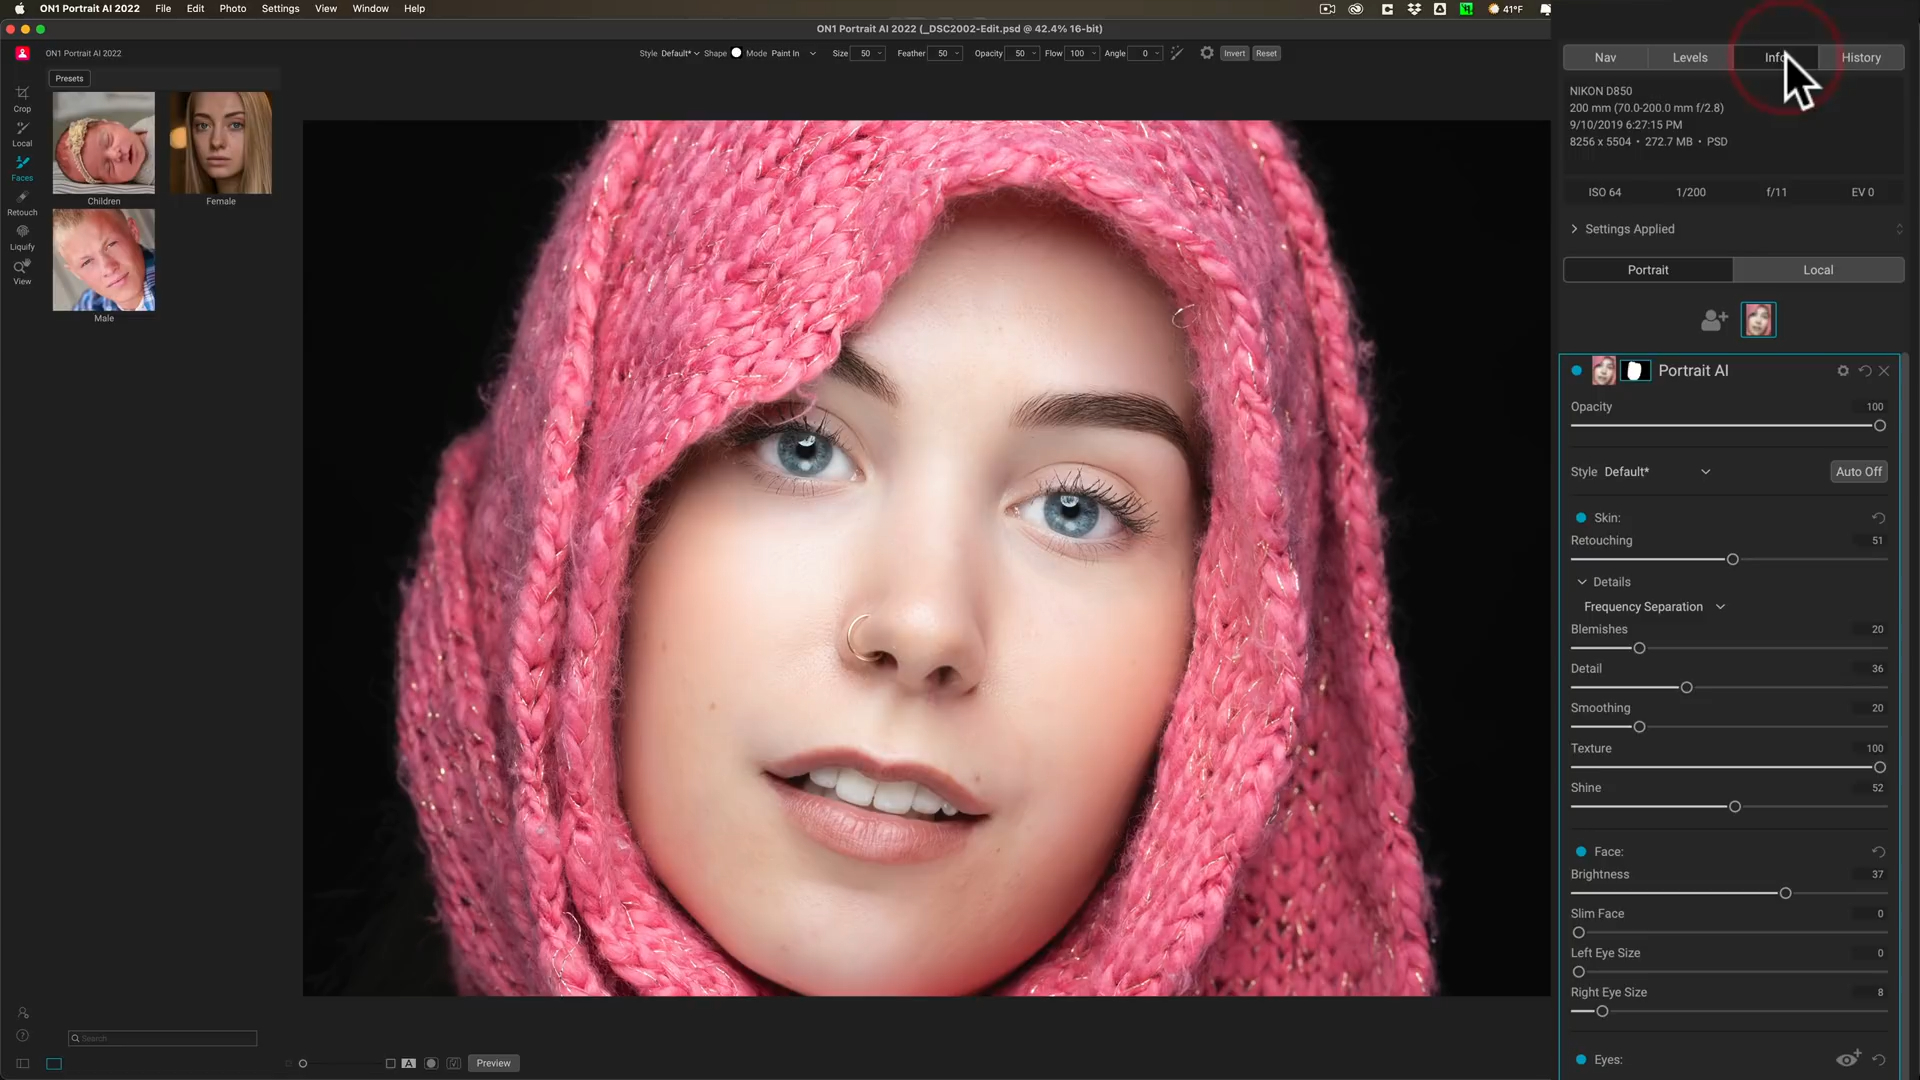 ON1 Portrait AI 2022 File Edit Photo Settings View Window Help 41°F
ON1 Portrait AI 2022 (_DSC2002-Edit.psd @ 42.4% 16-bit)
ON1 Portrait AI 2022
Style Default* Shape Mode Paint In Size 50 Feather 50 Opacity 50 Flow 100 Angle 0 Invert Reset
Presets
Crop
Local
Faces
Retouch
Liquify
View
Children
Female
Male
Search
A
Preview
Nav Levels Info History
NIKON D850
200 mm (70.0-200.0 mm f/2.8)
9/10/2019 6:27:15 PM
8256 x 5504 • 272.7 MB • PSD
ISO 64 1/200 f/11 EV 0
Settings Applied
Portrait Local
Portrait AI
Opacity 100
Style Default* Auto Off
Skin:
Retouching 51
Details
Frequency Separation
Blemishes 20
Detail 36
Smoothing 20
Texture 100
Shine 52
Face:
Brightness 37
Slim Face 0
Left Eye Size 0
Right Eye Size 8
Eyes: